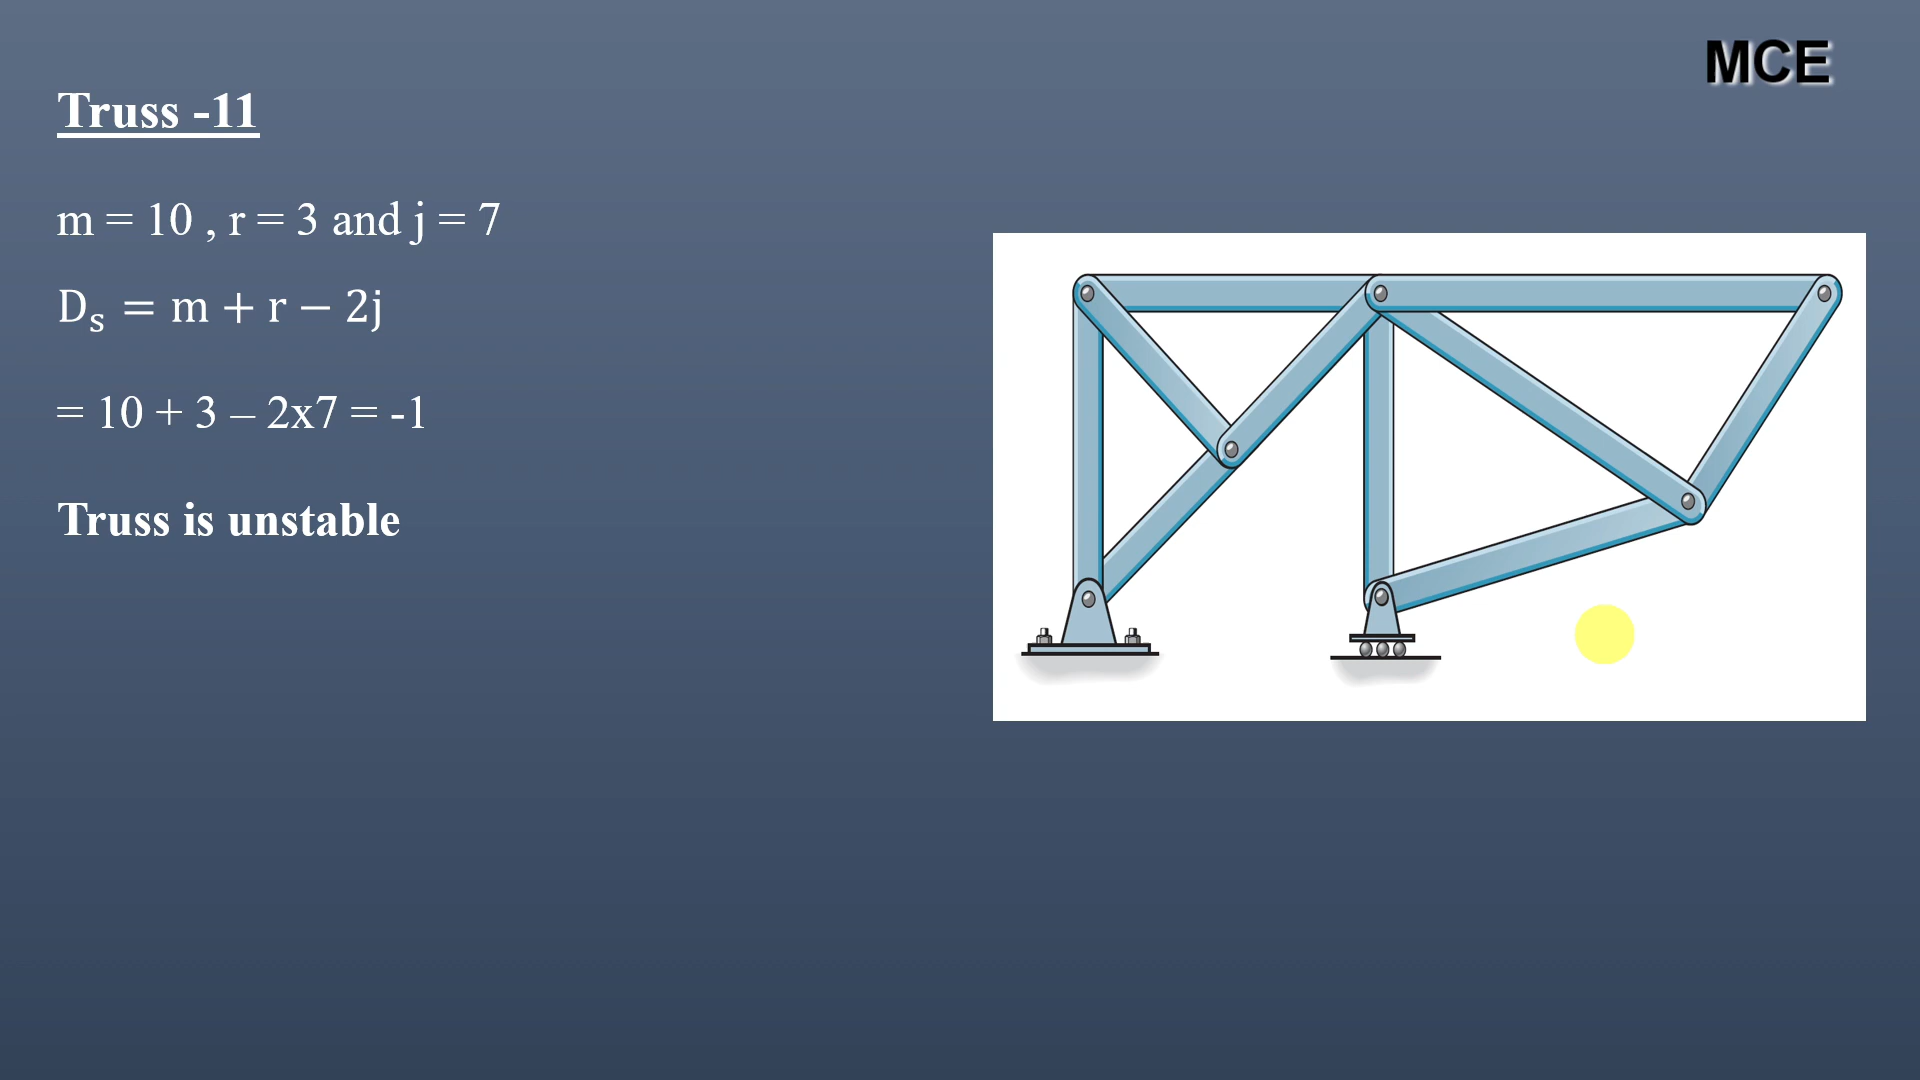 MCE
Truss -11
m = 10 , r = 3 and j = 7
Dₛ = m + r − 2j
= 10 + 3 – 2x7 = -1
Truss is unstable